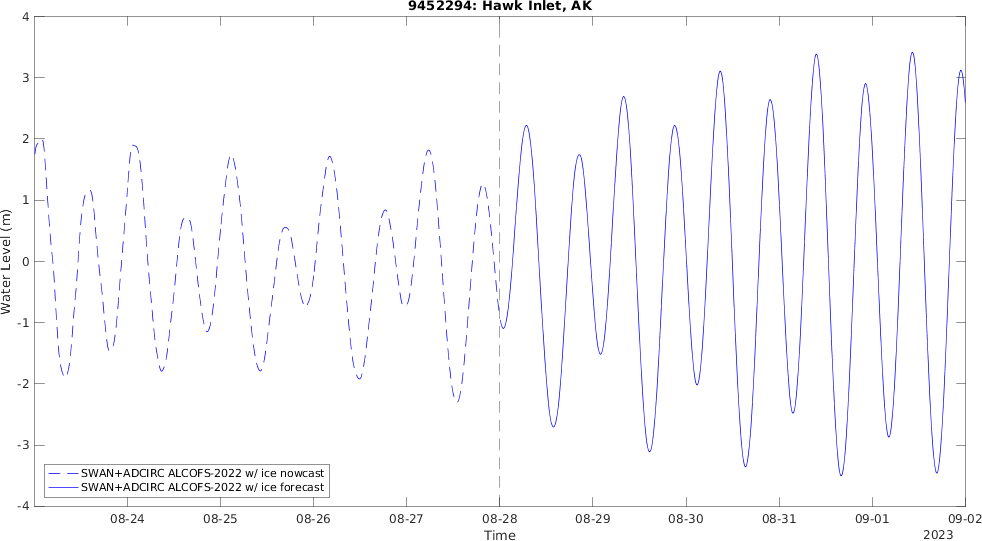 9452294: Hawk Inlet, AK
4
3
2
1
0
-1
-2
-3
-4
Water Level (m)
SWAN+ADCIRC ALCOFS-2022 w/ ice nowcast
SWAN+ADCIRC ALCOFS-2022 w/ ice forecast
08-24 08-25 08-26 08-27 08-28 08-29 08-30 08-31 09-01 09-02
Time
2023